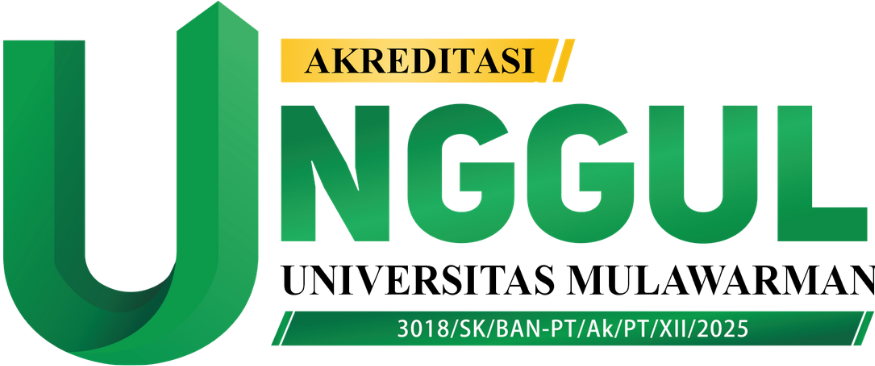 AKREDITASI
UNGGUL
UNIVERSITAS MULAWARMAN
3018/SK/BAN-PT/Ak/PT/XII/2025